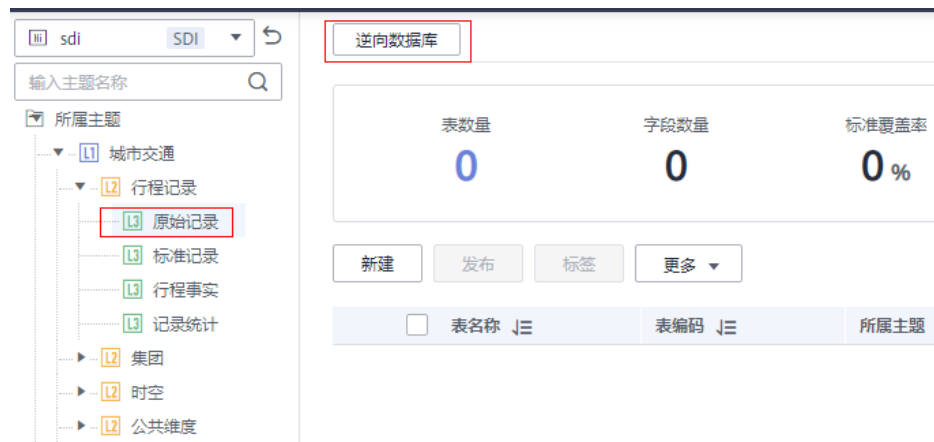 sdi SDI
输入主题名称
所属主题
L1 城市交通
L2 行程记录
L3 原始记录
L3 标准记录
L3 行程事实
L3 记录统计
L2 集团
L2 时空
L2 公共维度
逆向数据库
表数量 字段数量 标准覆盖率
0 0 0 %
新建 发布 标签 更多
表名称 表编码 所属主题